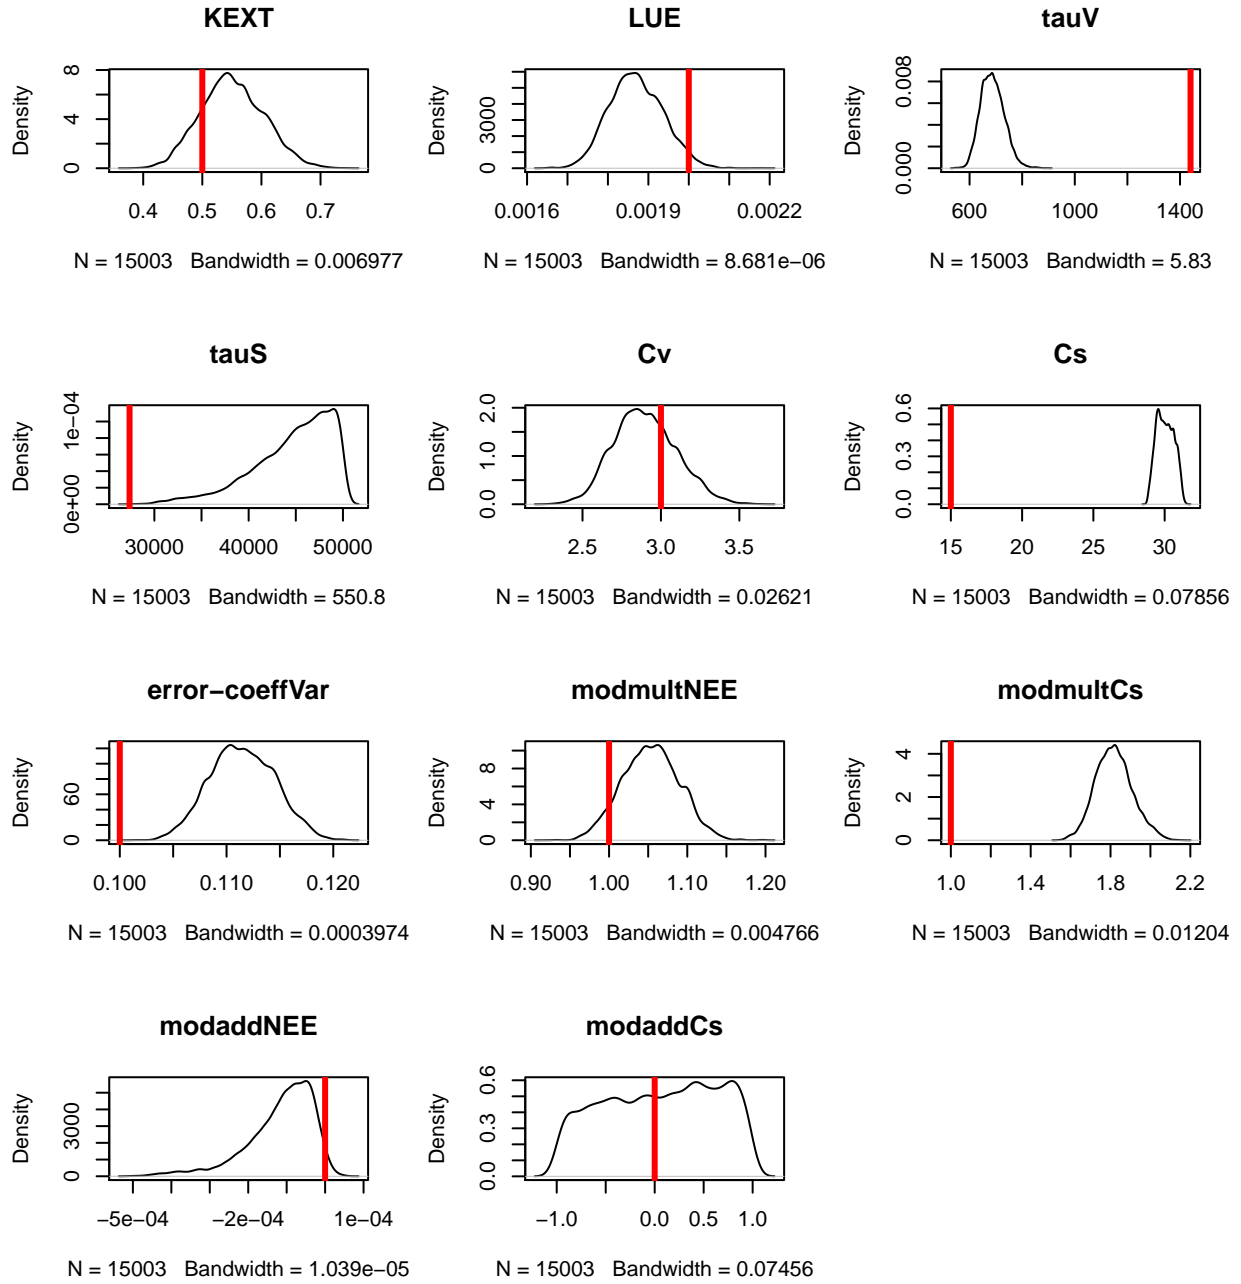 KEXT LUE tauV
Density 0 4 8
0.4 0.5 0.6 0.7
N = 15003 Bandwidth = 0.006977
Density 0 3000
0.0016 0.0019 0.0022
N = 15003 Bandwidth = 8.681e−06
Density 0.000 0.008
600 1000 1400
N = 15003 Bandwidth = 5.83
tauS Cv Cs
Density 0e+00 1e−04
30000 40000 50000
N = 15003 Bandwidth = 550.8
Density 0.0 1.0 2.0
2.5 3.0 3.5
N = 15003 Bandwidth = 0.02621
Density 0.0 0.3 0.6
15 20 25 30
N = 15003 Bandwidth = 0.07856
error−coeffVar modmultNEE modmultCs
Density 0 60
0.100 0.110 0.120
N = 15003 Bandwidth = 0.0003974
Density 0 4 8
0.90 1.00 1.10 1.20
N = 15003 Bandwidth = 0.004766
Density 0 2 4
1.0 1.4 1.8 2.2
N = 15003 Bandwidth = 0.01204
modaddNEE modaddCs
Density 0 3000
−5e−04 −2e−04 1e−04
N = 15003 Bandwidth = 1.039e−05
Density 0.0 0.3 0.6
−1.0 0.0 0.5 1.0
N = 15003 Bandwidth = 0.07456